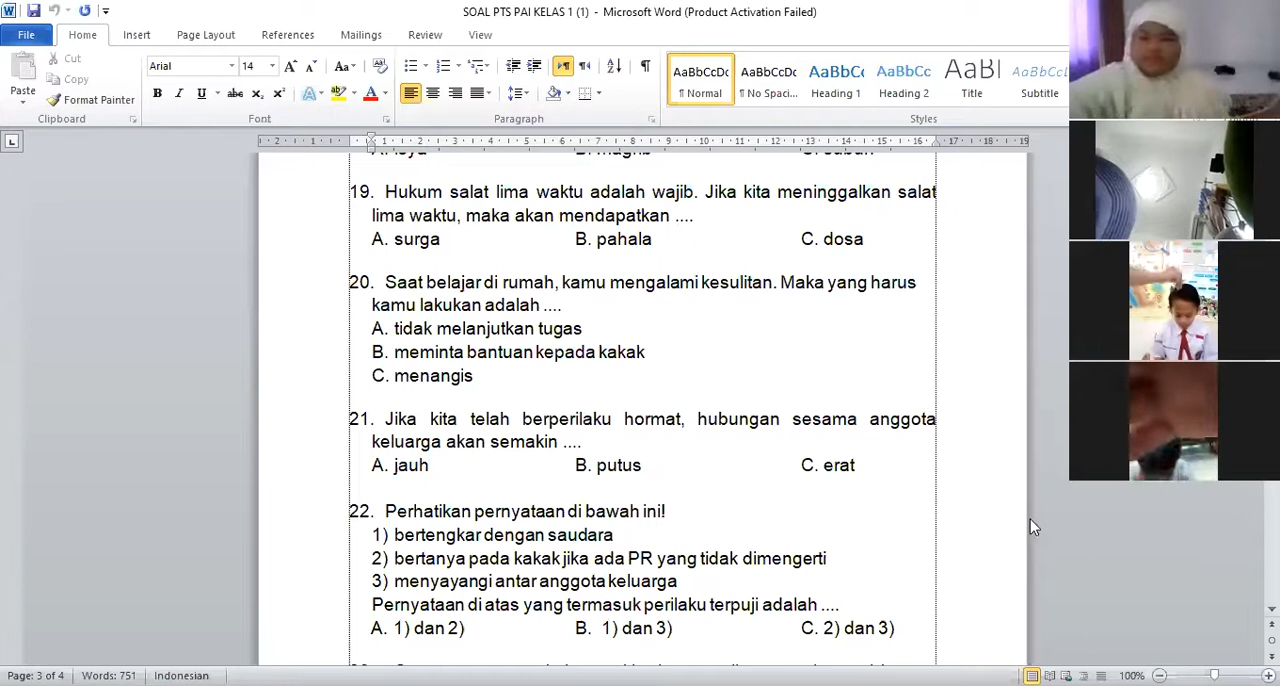 SOAL PTS PAI KELAS 1 (1) - Microsoft Word (Product Activation Failed)
File Home Insert Page Layout References Mailings Review View
Cut
Copy
Format Painter
Paste
Clipboard
Arial 14
Font
Paragraph
AaBbCcDc AaBbCcDc AaBbCc AaBbCc AaBl AaBbCcL
¶ Normal ¶ No Spaci... Heading 1 Heading 2 Title Subtitle
Styles
19. Hukum salat lima waktu adalah wajib. Jika kita meninggalkan salat
lima waktu, maka akan mendapatkan ....
A. surga B. pahala C. dosa
20. Saat belajar di rumah, kamu mengalami kesulitan. Maka yang harus
kamu lakukan adalah ....
A. tidak melanjutkan tugas
B. meminta bantuan kepada kakak
C. menangis
21. Jika kita telah berperilaku hormat, hubungan sesama anggota
keluarga akan semakin ....
A. jauh B. putus C. erat
22. Perhatikan pernyataan di bawah ini!
1) bertengkar dengan saudara
2) bertanya pada kakak jika ada PR yang tidak dimengerti
3) menyayangi antar anggota keluarga
Pernyataan di atas yang termasuk perilaku terpuji adalah ....
A. 1) dan 2) B. 1) dan 3) C. 2) dan 3)
Page: 3 of 4 Words: 751 Indonesian 100%